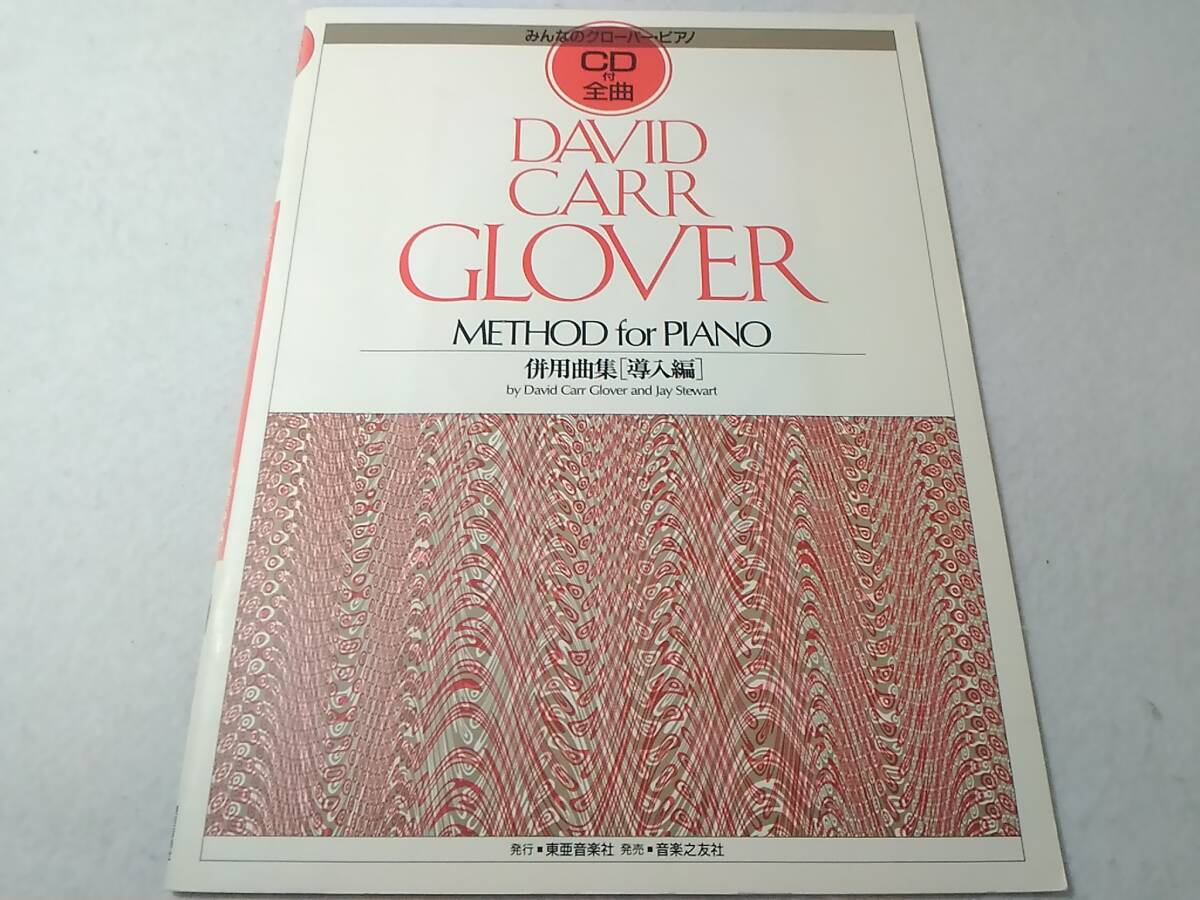 みんなのグローバー・ピアノ
CD
付
全曲
DAVID
CARR
GLOVER
METHOD for PIANO
併用曲集[導入編]
by David Carr Glover and Jay Stewart
発行■東亜音楽社 発売■音楽之友社